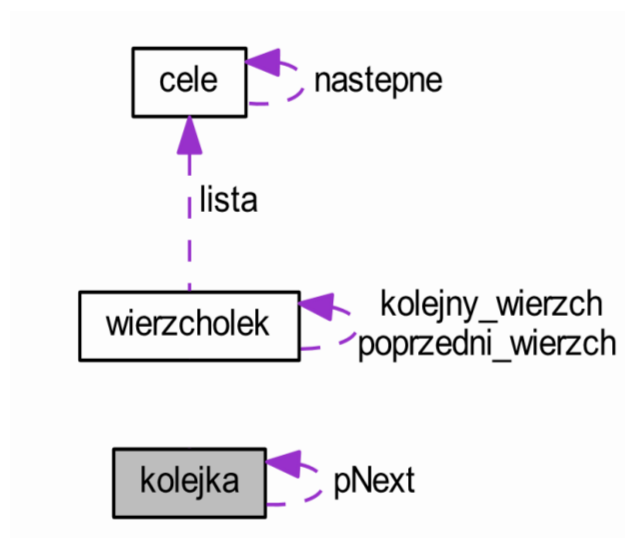 cele
nastepne
lista
wierzcholek
kolejny_wierzch
poprzedni_wierzch
kolejka
pNext